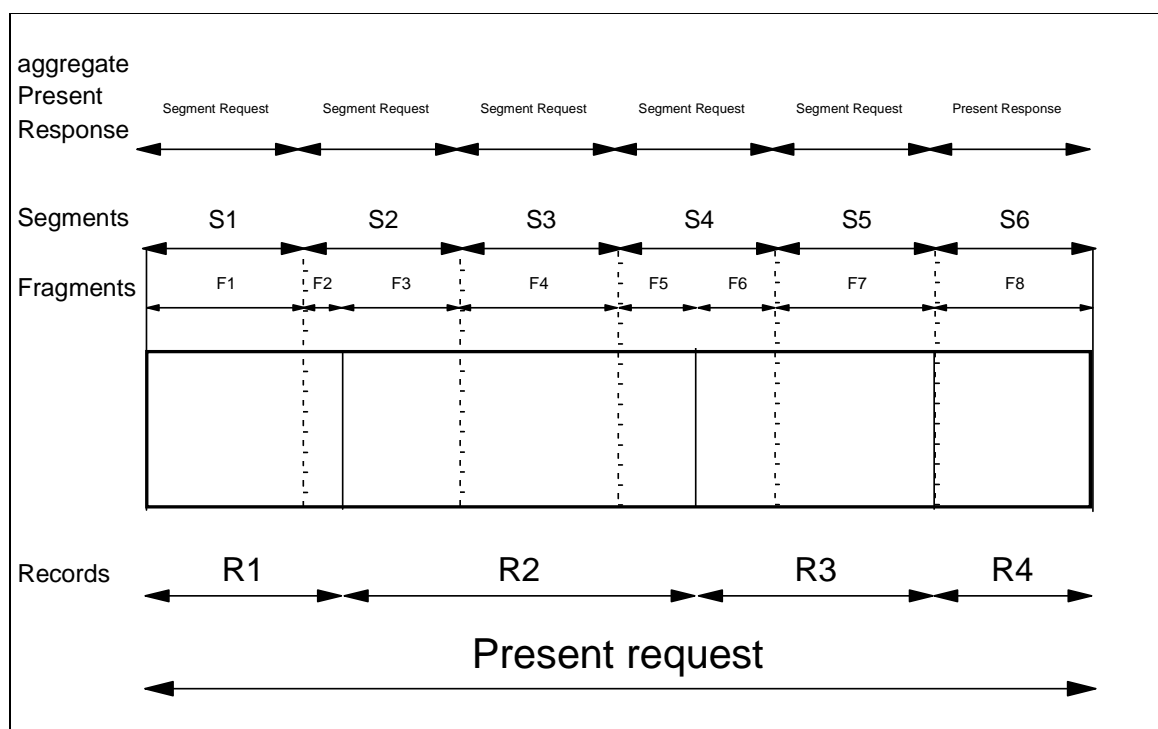 aggregate
Present
Response
Segment Request Segment Request Segment Request Segment Request Segment Request Present Response
Segments S1 S2 S3 S4 S5 S6
Fragments F1 F2 F3 F4 F5 F6 F7 F8
Records R1 R2 R3 R4
Present request